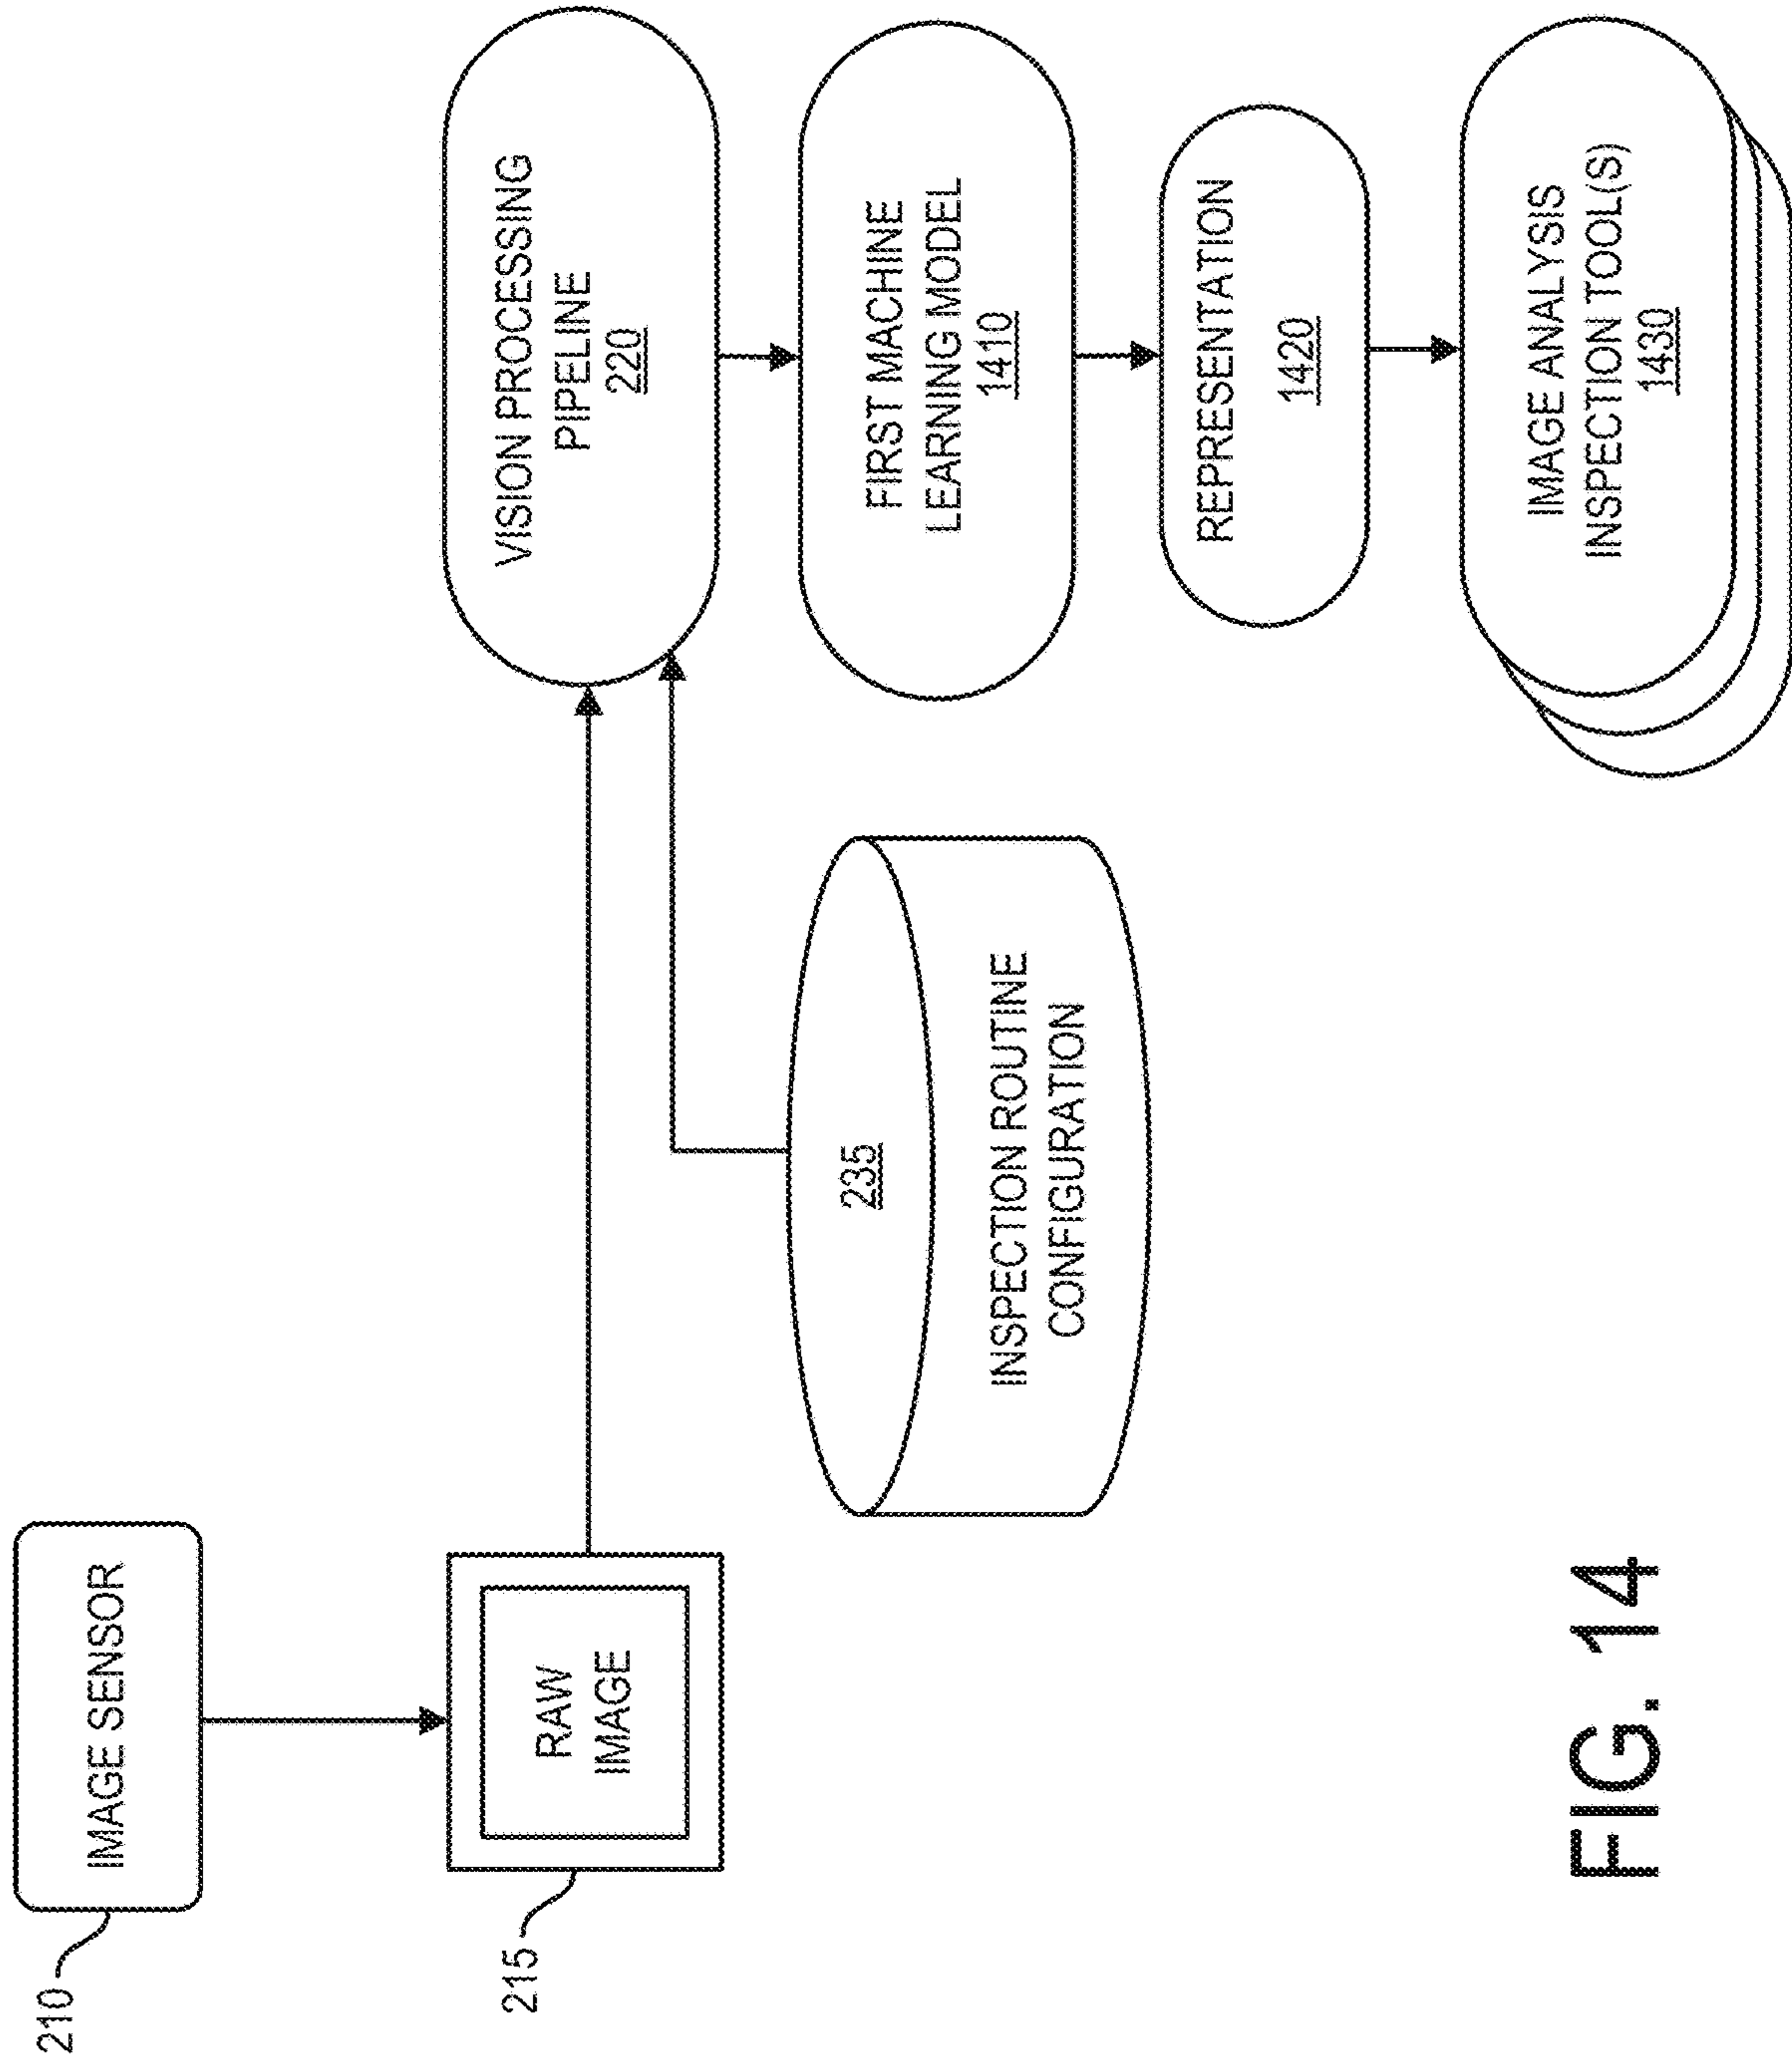 210
IMAGE SENSOR
215
RAW
IMAGE
VISION PROCESSING
PIPELINE
220
235
INSPECTION ROUTINE
CONFIGURATION
FIRST MACHINE
LEARNING MODEL
1410
REPRESENTATION
1420
IMAGE ANALYSIS
INSPECTION TOOL(S)
1430
FIG. 14